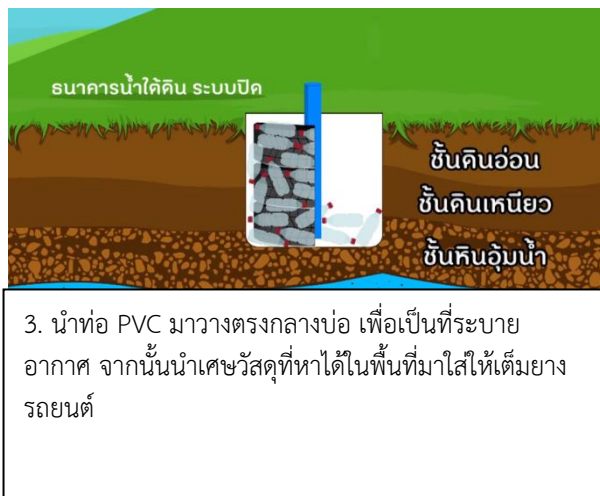 ธนาคารน้ำใต้ดิน ระบบปิด
ชั้นดินอ่อน
ชั้นดินเหนียว
ชั้นหินอุ้มน้ำ
3. นำท่อ PVC มาวางตรงกลางบ่อ เพื่อเป็นที่ระบาย
อากาศ จากนั้นนำเศษวัสดุที่หาได้ในพื้นที่มาใส่ให้เต็มยาง
รถยนต์